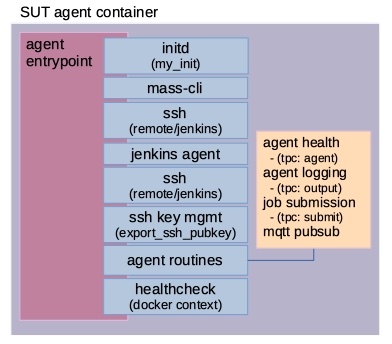 SUT agent container
agent
entrypoint
initd
(my_init)
mass-cli
ssh
(remote/jenkins)
jenkins agent
ssh
(remote/jenkins)
ssh key mgmt
(export_ssh_pubkey)
agent routines
healthcheck
(docker context)
agent health
- (tpc: agent)
agent logging
- (tpc: output)
job submission
- (tpc: submit)
mqtt pubsub